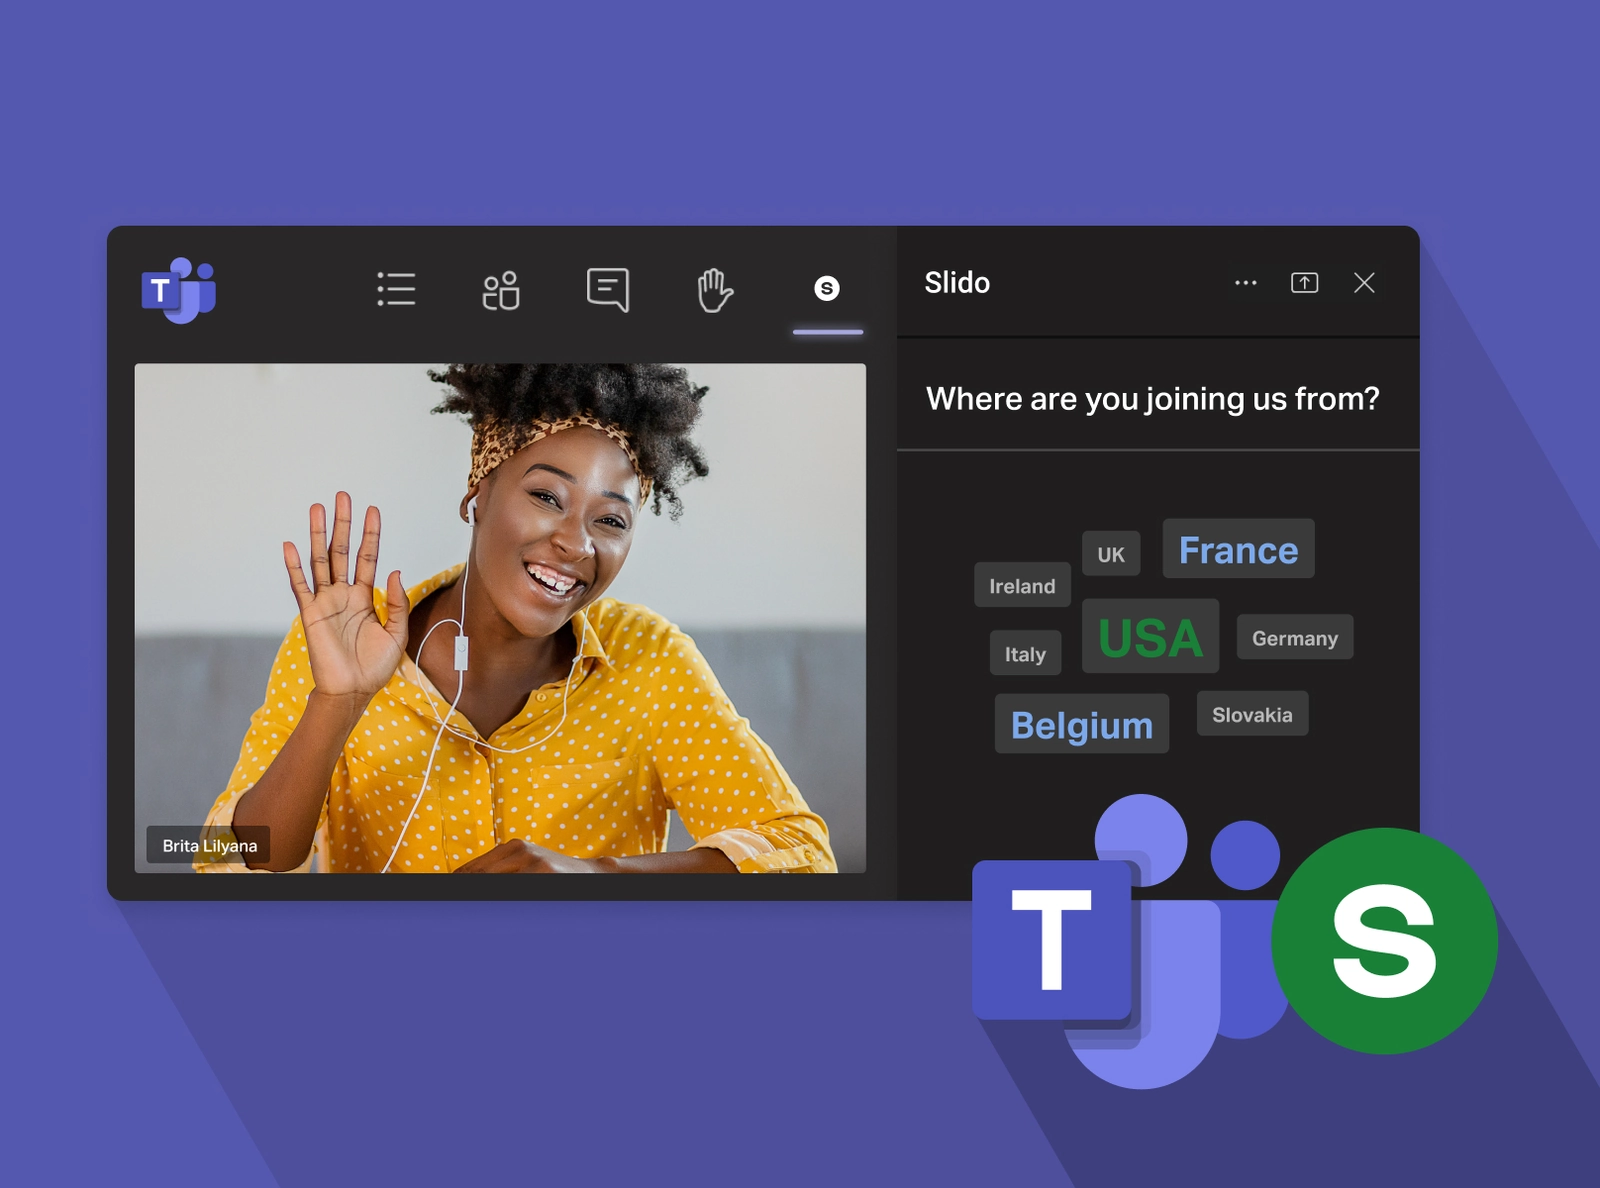 T
S
Slido
Where are you joining us from?
UK
France
Ireland
USA
Germany
Italy
Belgium
Slovakia
Brita Lilyana
T
S